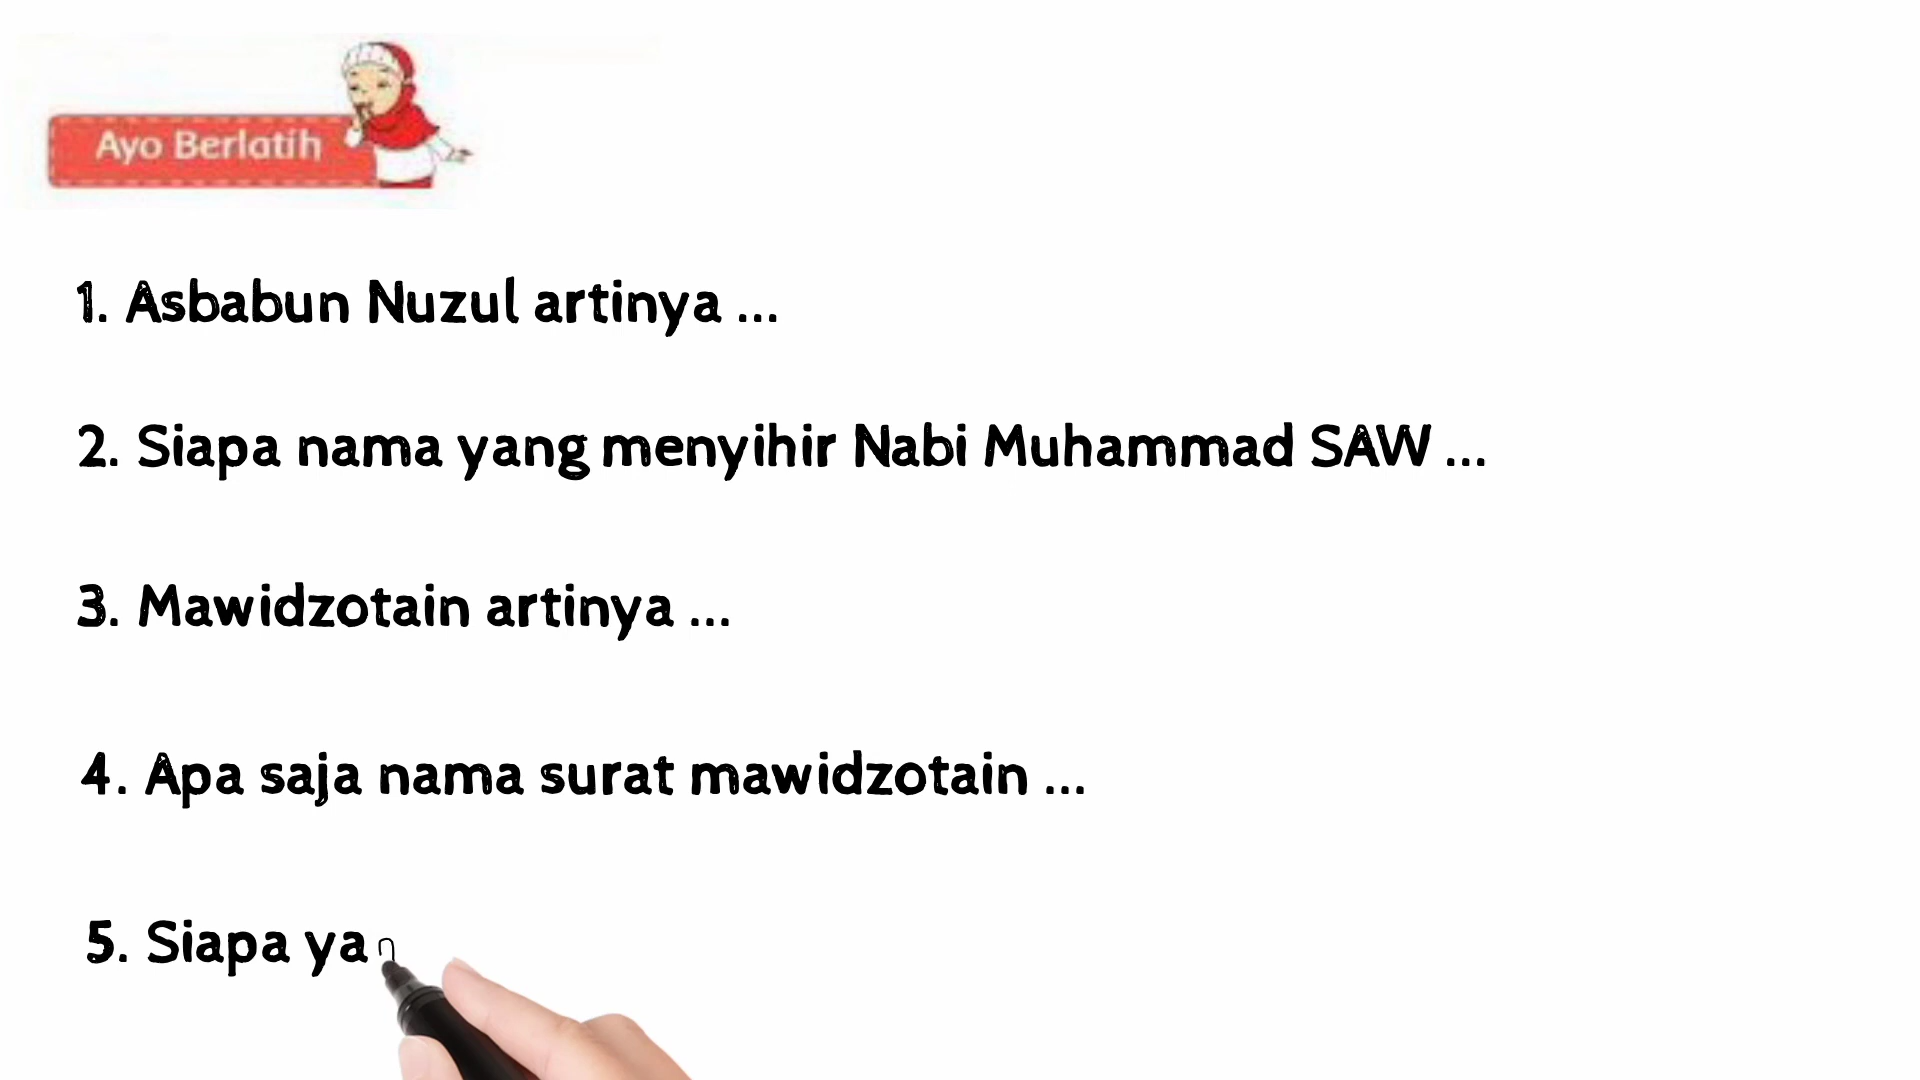 Ayo Berlatih
1. Asbabun Nuzul artinya ...
2. Siapa nama yang menyihir Nabi Muhammad SAW ...
3. Mawidzotain artinya ...
4. Apa saja nama surat mawidzotain ...
5. Siapa yan